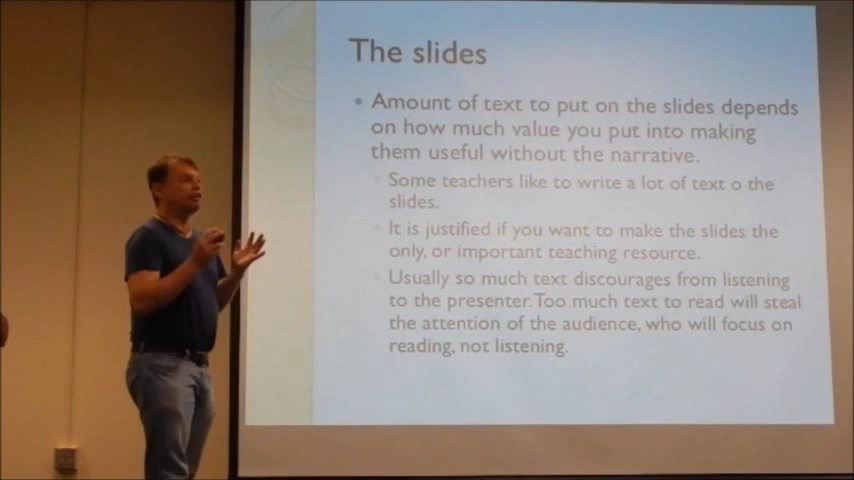 The slides
Amount of text to put on the slides depends
on how much value you put into making
them useful without the narrative.
Some teachers like to write a lot of text o the
slides.
It is justified if you want to make the slides the
only, or important teaching resource.
Usually so much text discourages from listening
to the presenter. Too much text to read will steal
the attention of the audience, who will focus on
reading, not listening.